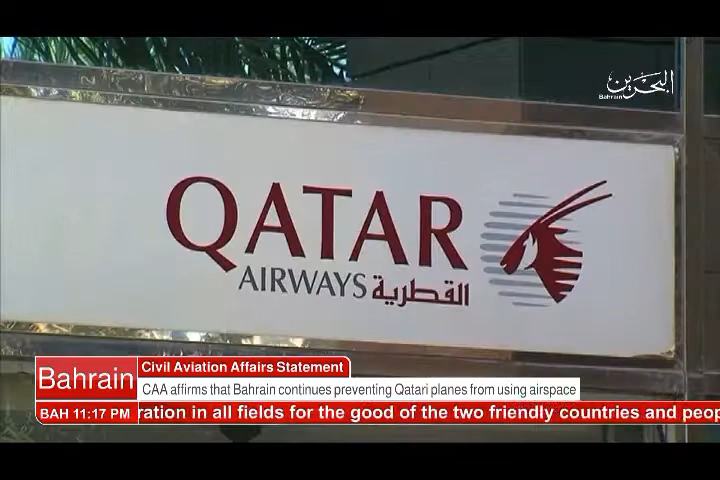 البحرين
Bahrain
QATAR
AIRWAYS القطرية
Civil Aviation Affairs Statement
Bahrain
CAA affirms that Bahrain continues preventing Qatari planes from using airspace
BAH 11:17 PM ration in all fields for the good of the two friendly countries and peop